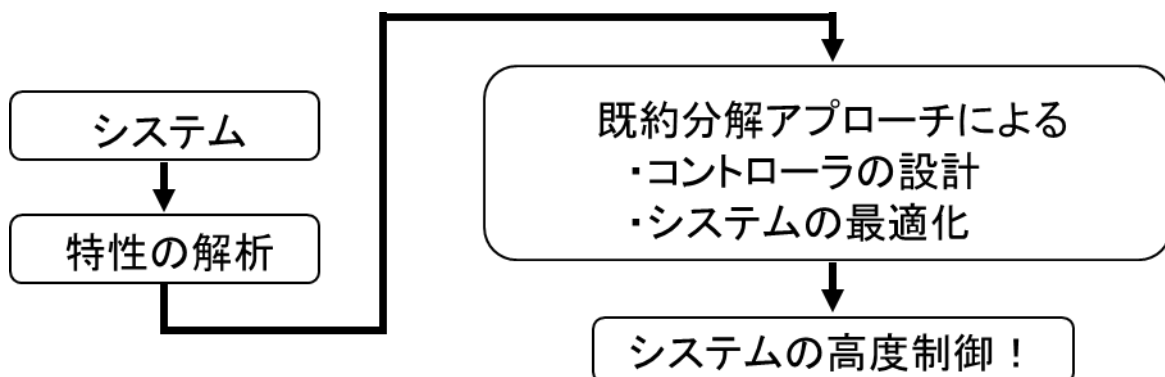 システム
特性の解析
既約分解アプローチによる
・コントローラの設計
・システムの最適化
システムの高度制御！